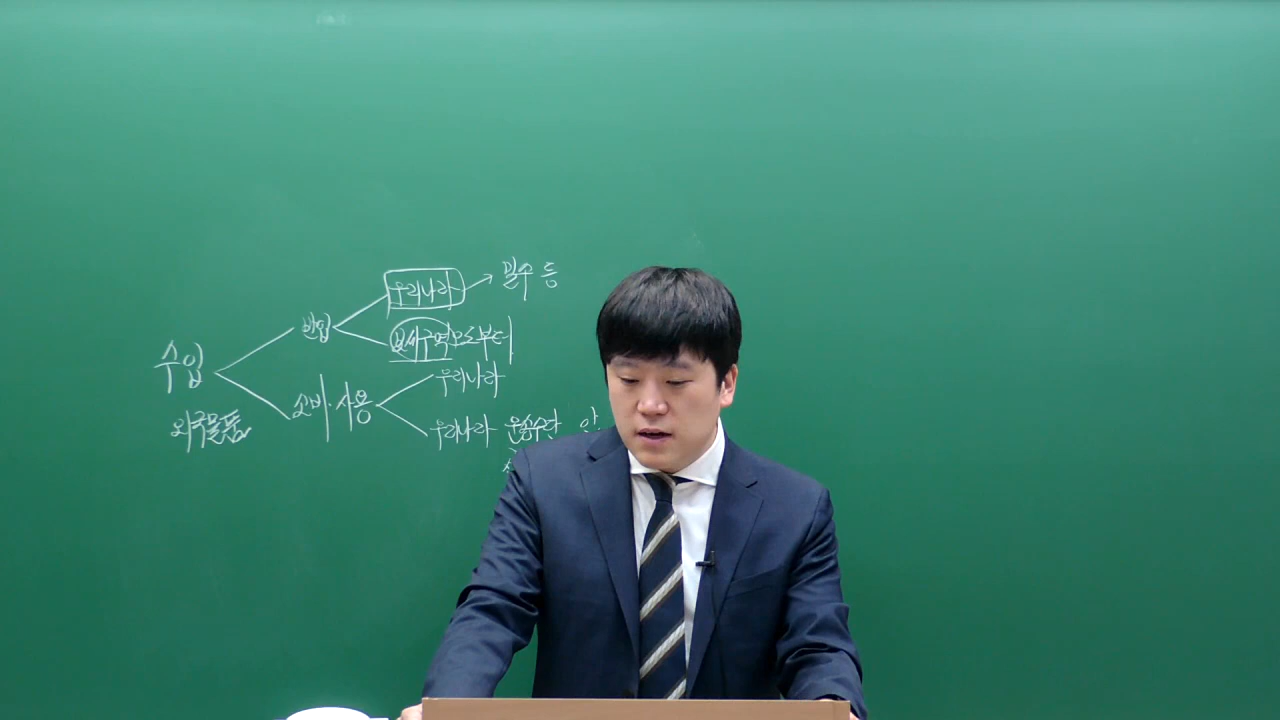 우리나라 → 밀수 등
반입
보세구역으로부터
수입
우리나라
소비·사용
외국물품
우리나라 운송수단 안